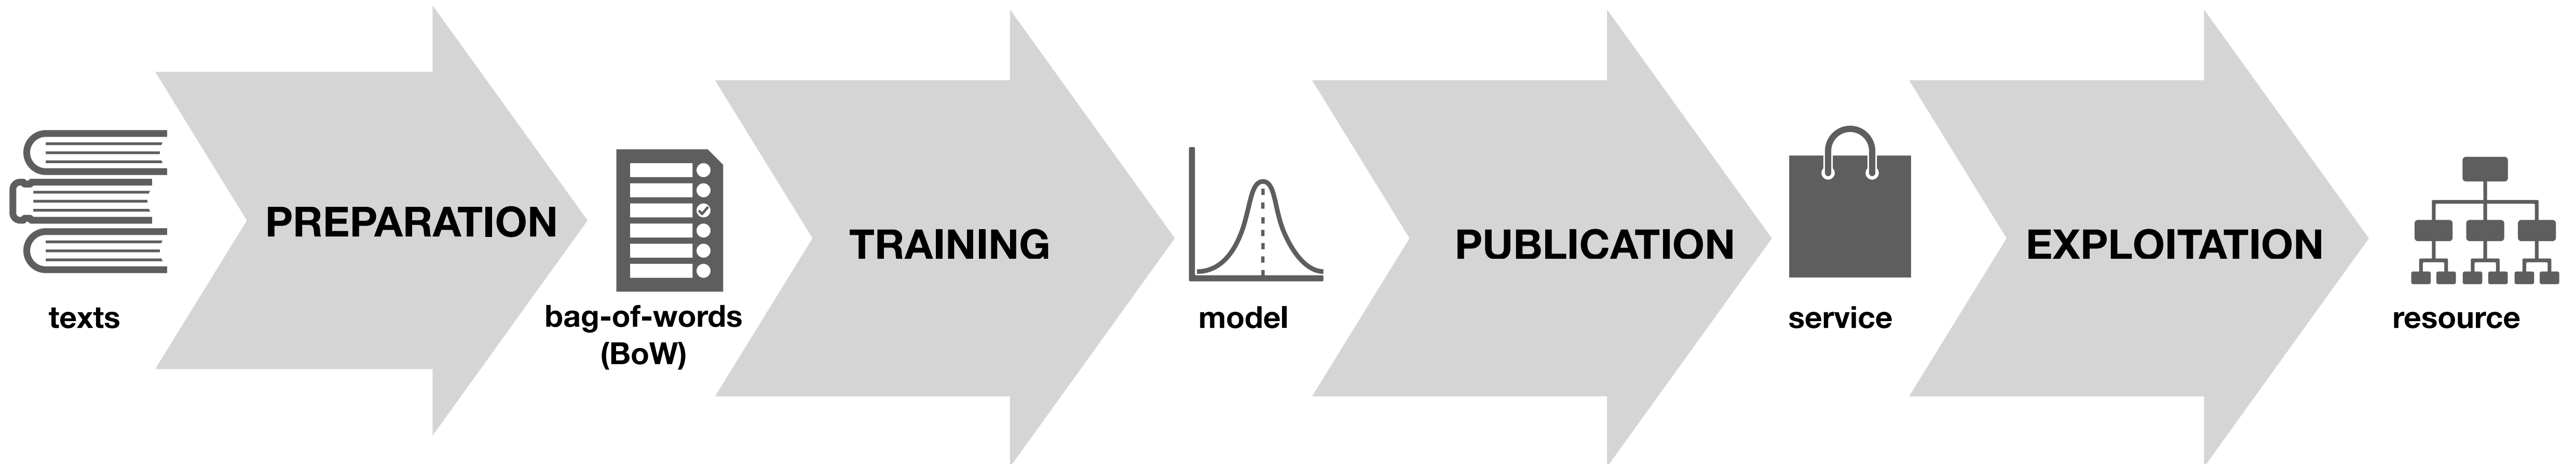 texts
PREPARATION
bag-of-words
(BoW)
TRAINING
model
PUBLICATION
service
EXPLOITATION
resource